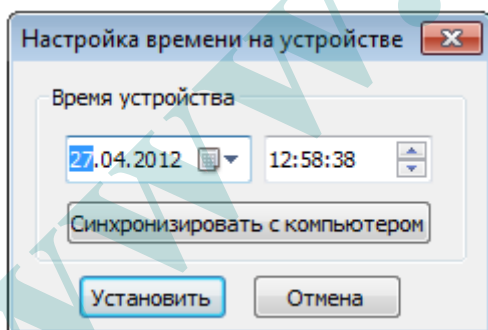 Настройка времени на устройстве
Время устройства
27.04.2012 12:58:38
Синхронизировать с компьютером
Установить Отмена